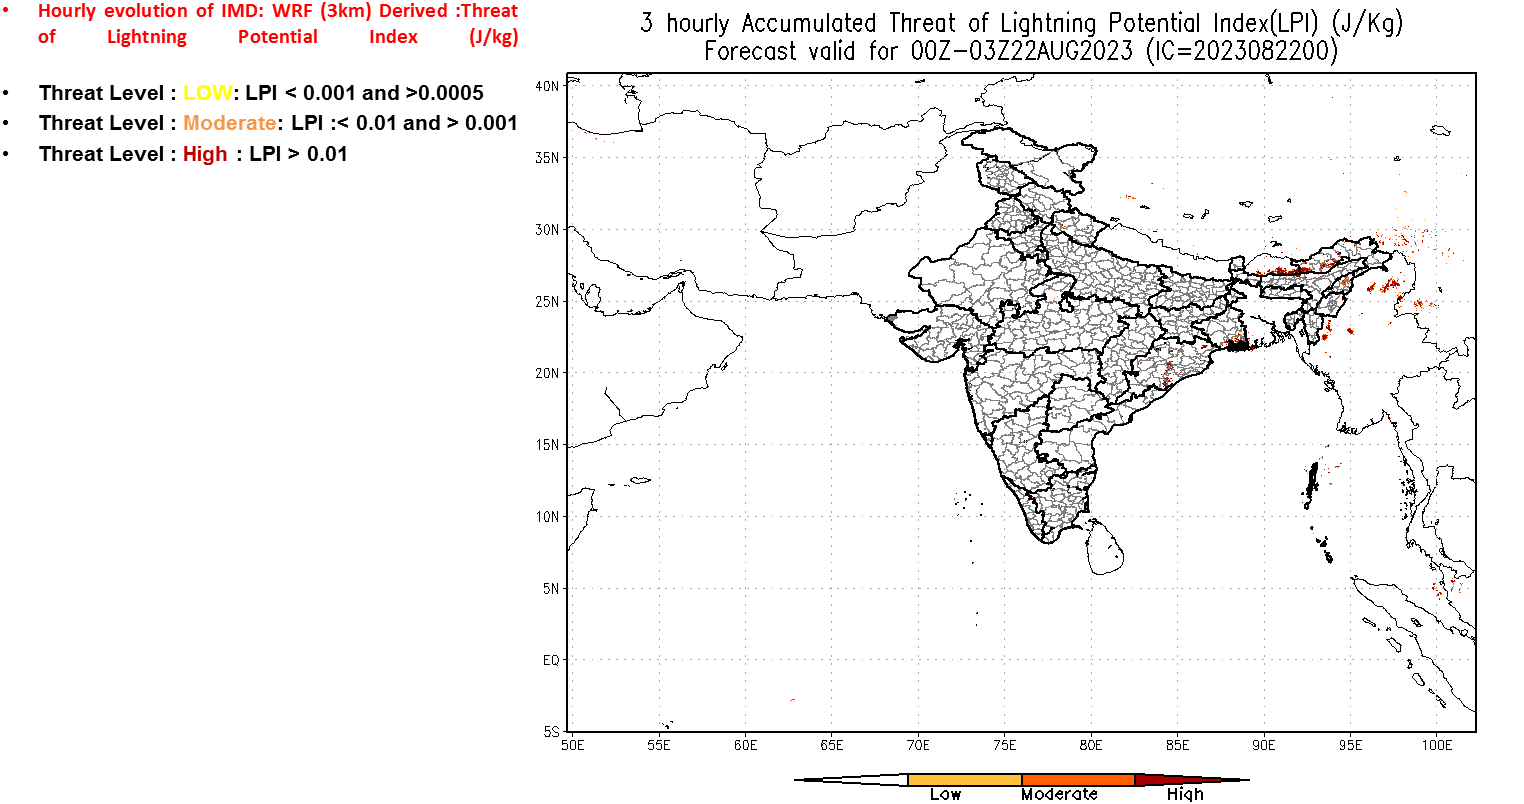 • Hourly evolution of IMD: WRF (3km) Derived :Threat
of Lightning Potential Index (J/kg)
• Threat Level : LOW: LPI < 0.001 and >0.0005
• Threat Level : Moderate: LPI :< 0.01 and > 0.001
• Threat Level : High : LPI > 0.01
3 hourly Accumulated Threat of Lightning Potential Index(LPI) (J/Kg)
Forecast valid for 00Z-03Z22AUG2023 (IC=2023082200)
40N
35N
30N
25N
20N
15N
10N
5N
EQ
5S
50E 55E 60E 65E 70E 75E 80E 85E 90E 95E 100E
Low Moderate High